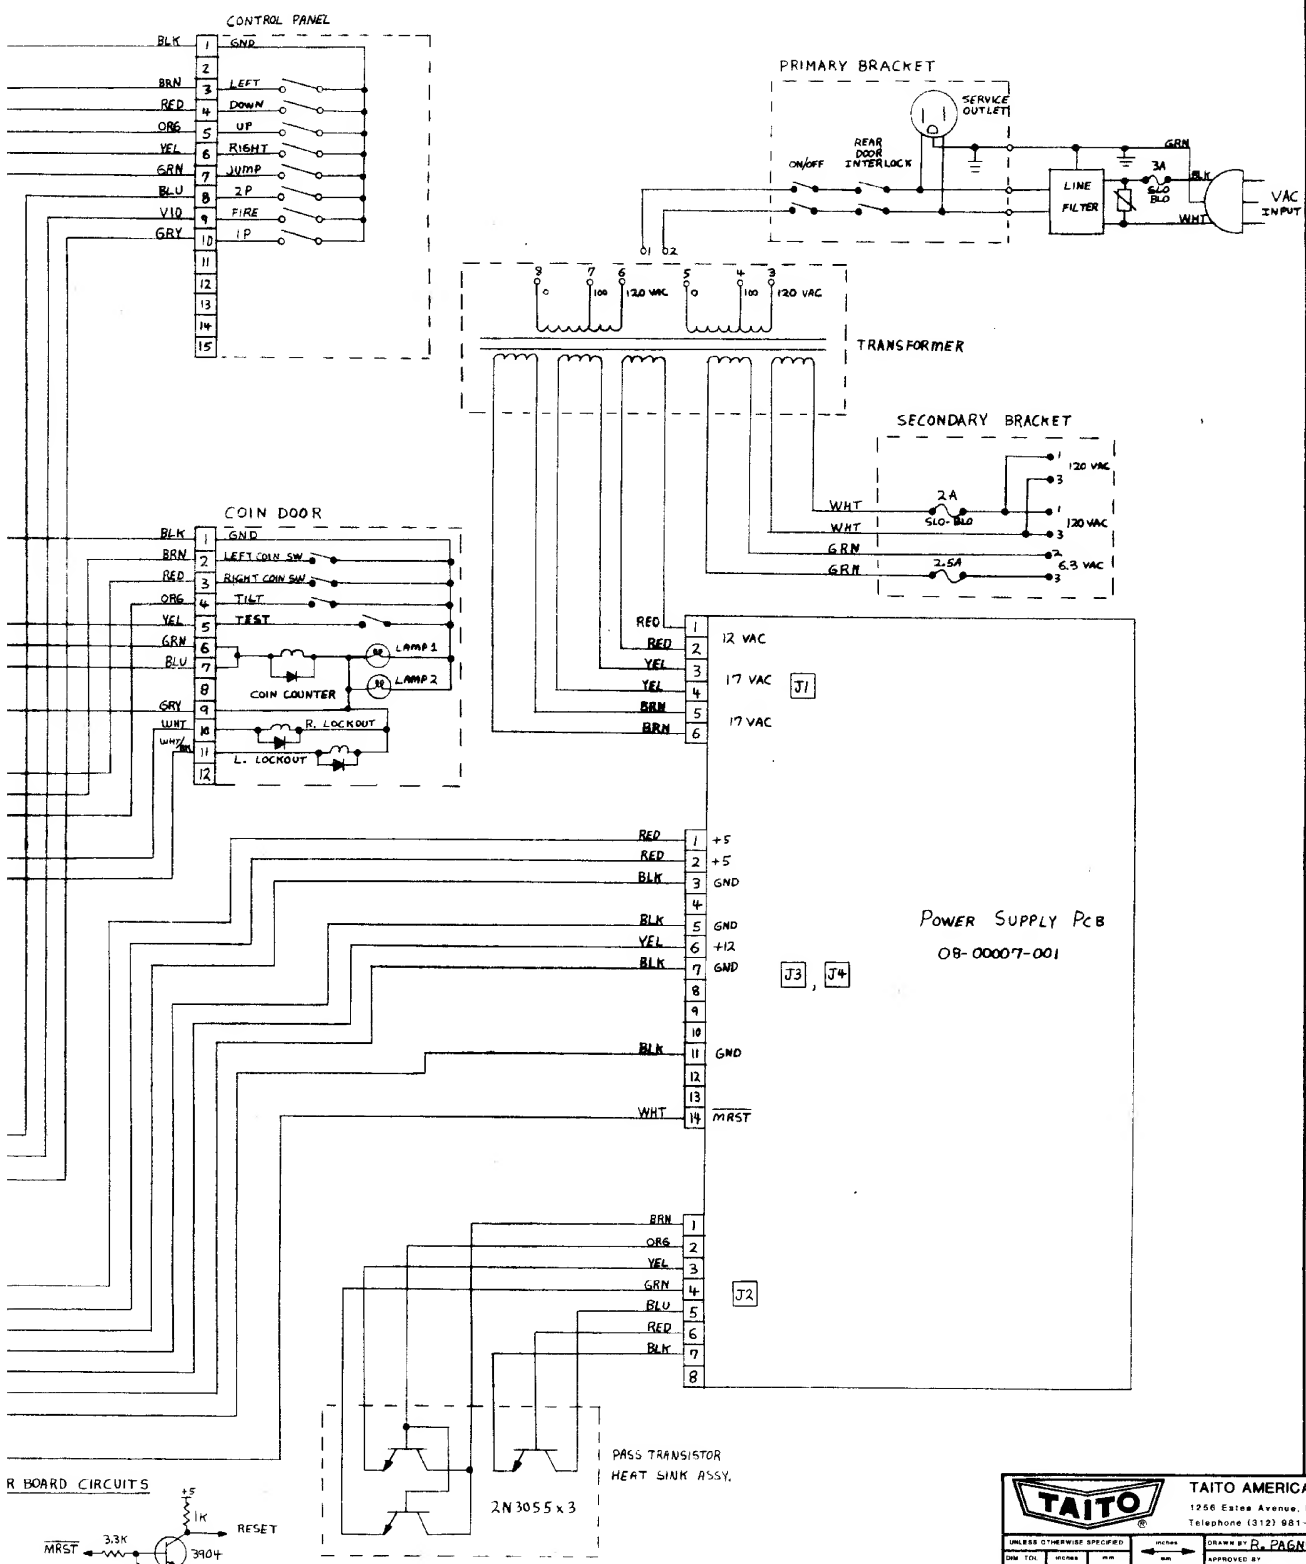 CONTROL PANEL
BLK 1 GND
2
BRN 3 LEFT
RED 4 DOWN
ORG 5 UP
YEL 6 RIGHT
GRN 7 JUMP
BLU 8 2P
VIO 9 FIRE
GRY 10 1P
11
12
13
14
15
PRIMARY BRACKET
SERVICE
OUTLET
ON/OFF
REAR
DOOR
INTERLOCK
GRN
3A
SLO
BLO
BLK
WHT
LINE
FILTER
VAC
INPUT
1 2
8 7 6 5 4 3
0 100 120 VAC 0 100 120 VAC
TRANSFORMER
SECONDARY BRACKET
1
120 VAC
3
WHT 2A 1
SLO-BLO 120 VAC
WHT 3
GRN 2
6.3 VAC
GRN 2.5A 3
COIN DOOR
BLK 1 GND
BRN 2 LEFT COIN SW
RED 3 RIGHT COIN SW
ORG 4 TILT
YEL 5 TEST
GRN 6 LAMP 1
BLU 7
8 COIN COUNTER LAMP 2
GRY 9
WHT 10 R. LOCKOUT
11 L. LOCKOUT
12
RED 1
12 VAC
RED 2
YEL 3
17 VAC J1
YEL 4
BRN 5
17 VAC
BRN 6
RED 1 +5
RED 2 +5
BLK 3 GND
4
BLK 5 GND
YEL 6 +12
BLK 7 GND
8
9
10
BLK 11 GND
12
13
WHT 14 MRST
J3 , J4
POWER SUPPLY PCB
08-00007-001
BRN 1
ORG 2
YEL 3
GRN 4
BLU 5
RED 6
BLK 7
8
J2
PASS TRANSISTOR
HEAT SINK ASSY.
2N3055 x 3
R BOARD CIRCUITS
+5
1K
RESET
MRST 3.3K
3904
TAITO ®
TAITO AMERICA
1256 Estes Avenue,
Telephone (312) 981-
UNLESS OTHERWISE SPECIFIED
inches
mm
DRAWN BY R. PAGN
DIM TOL inches mm
APPROVED BY